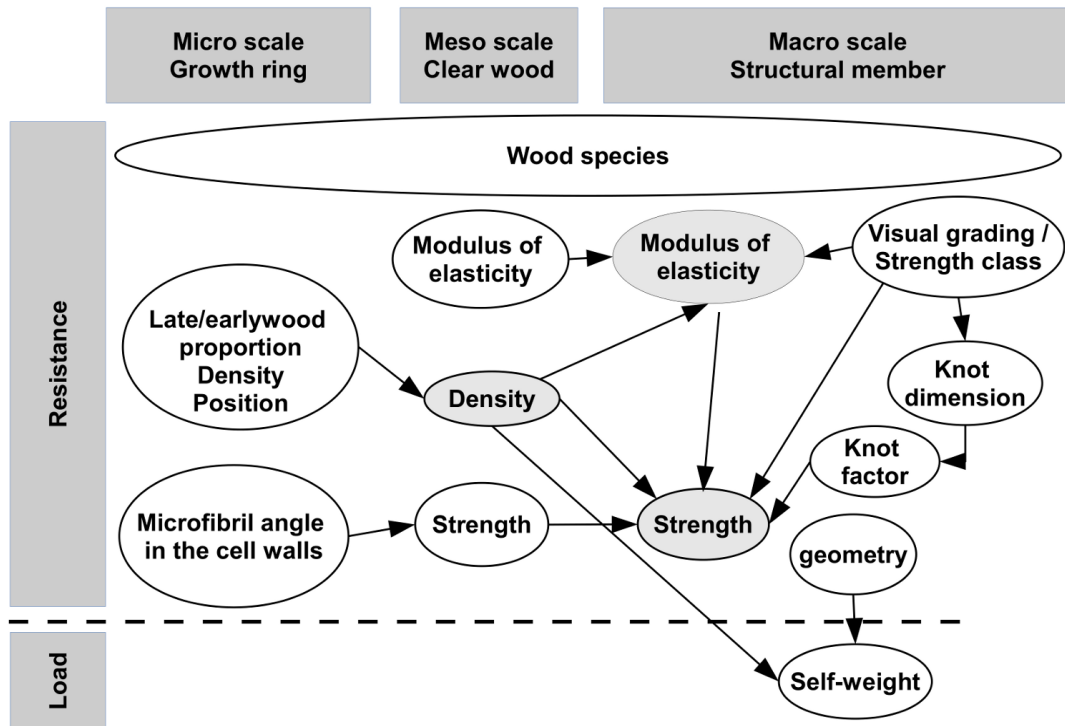 Micro scale
Growth ring
Meso scale
Clear wood
Macro scale
Structural member
Resistance
Wood species
Modulus of
elasticity
Modulus of
elasticity
Visual grading /
Strength class
Late/earlywood
proportion
Density
Position
Density
Knot
dimension
Knot
factor
Microfibril angle
in the cell walls
Strength
Strength
geometry
Load
Self-weight